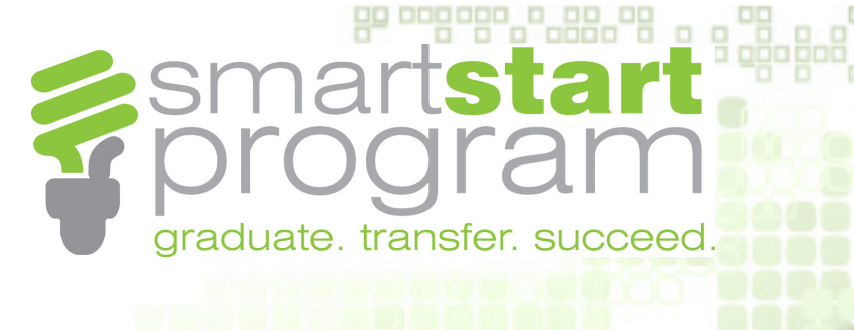 smartstart
program
graduate. transfer. succeed.